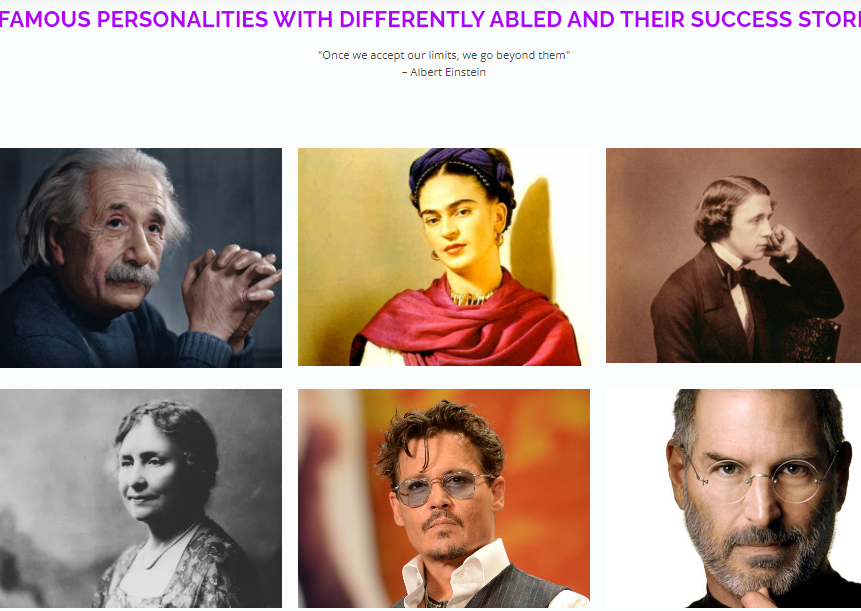 FAMOUS PERSONALITIES WITH DIFFERENTLY ABLED AND THEIR SUCCESS STORI
"Once we accept our limits, we go beyond them"
– Albert Einstein